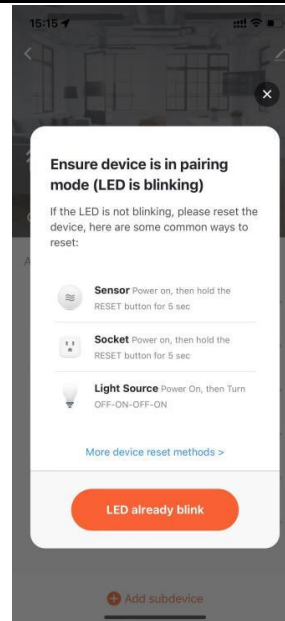 15:15
Ensure device is in pairing
mode (LED is blinking)
If the LED is not blinking, please reset the
device, here are some common ways to
reset:
Sensor Power on, then hold the
RESET button for 5 sec
Socket Power on, then hold the
RESET button for 5 sec
Light Source Power On, then Turn
OFF-ON-OFF-ON
More device reset methods >
LED already blink
Add subdevice